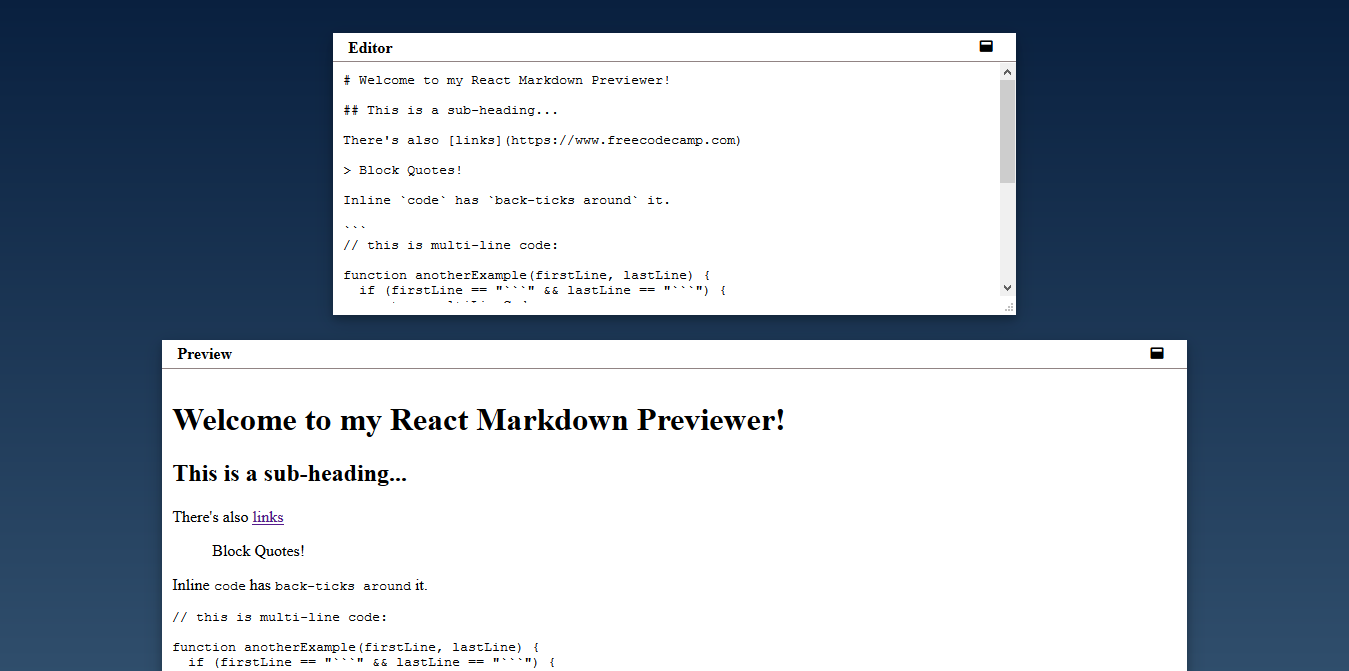 Editor
# Welcome to my React Markdown Previewer!
## This is a sub-heading...
There's also [links](https://www.freecodecamp.com)
> Block Quotes!
Inline `code` has `back-ticks around` it.
```
// this is multi-line code:
function anotherExample(firstLine, lastLine) {
  if (firstLine == "```" && lastLine == "```") {
Preview
Welcome to my React Markdown Previewer!
This is a sub-heading...
There's also links
Block Quotes!
Inline code has back-ticks around it.
// this is multi-line code:
function anotherExample(firstLine, lastLine) {
  if (firstLine == "```" && lastLine == "```") {